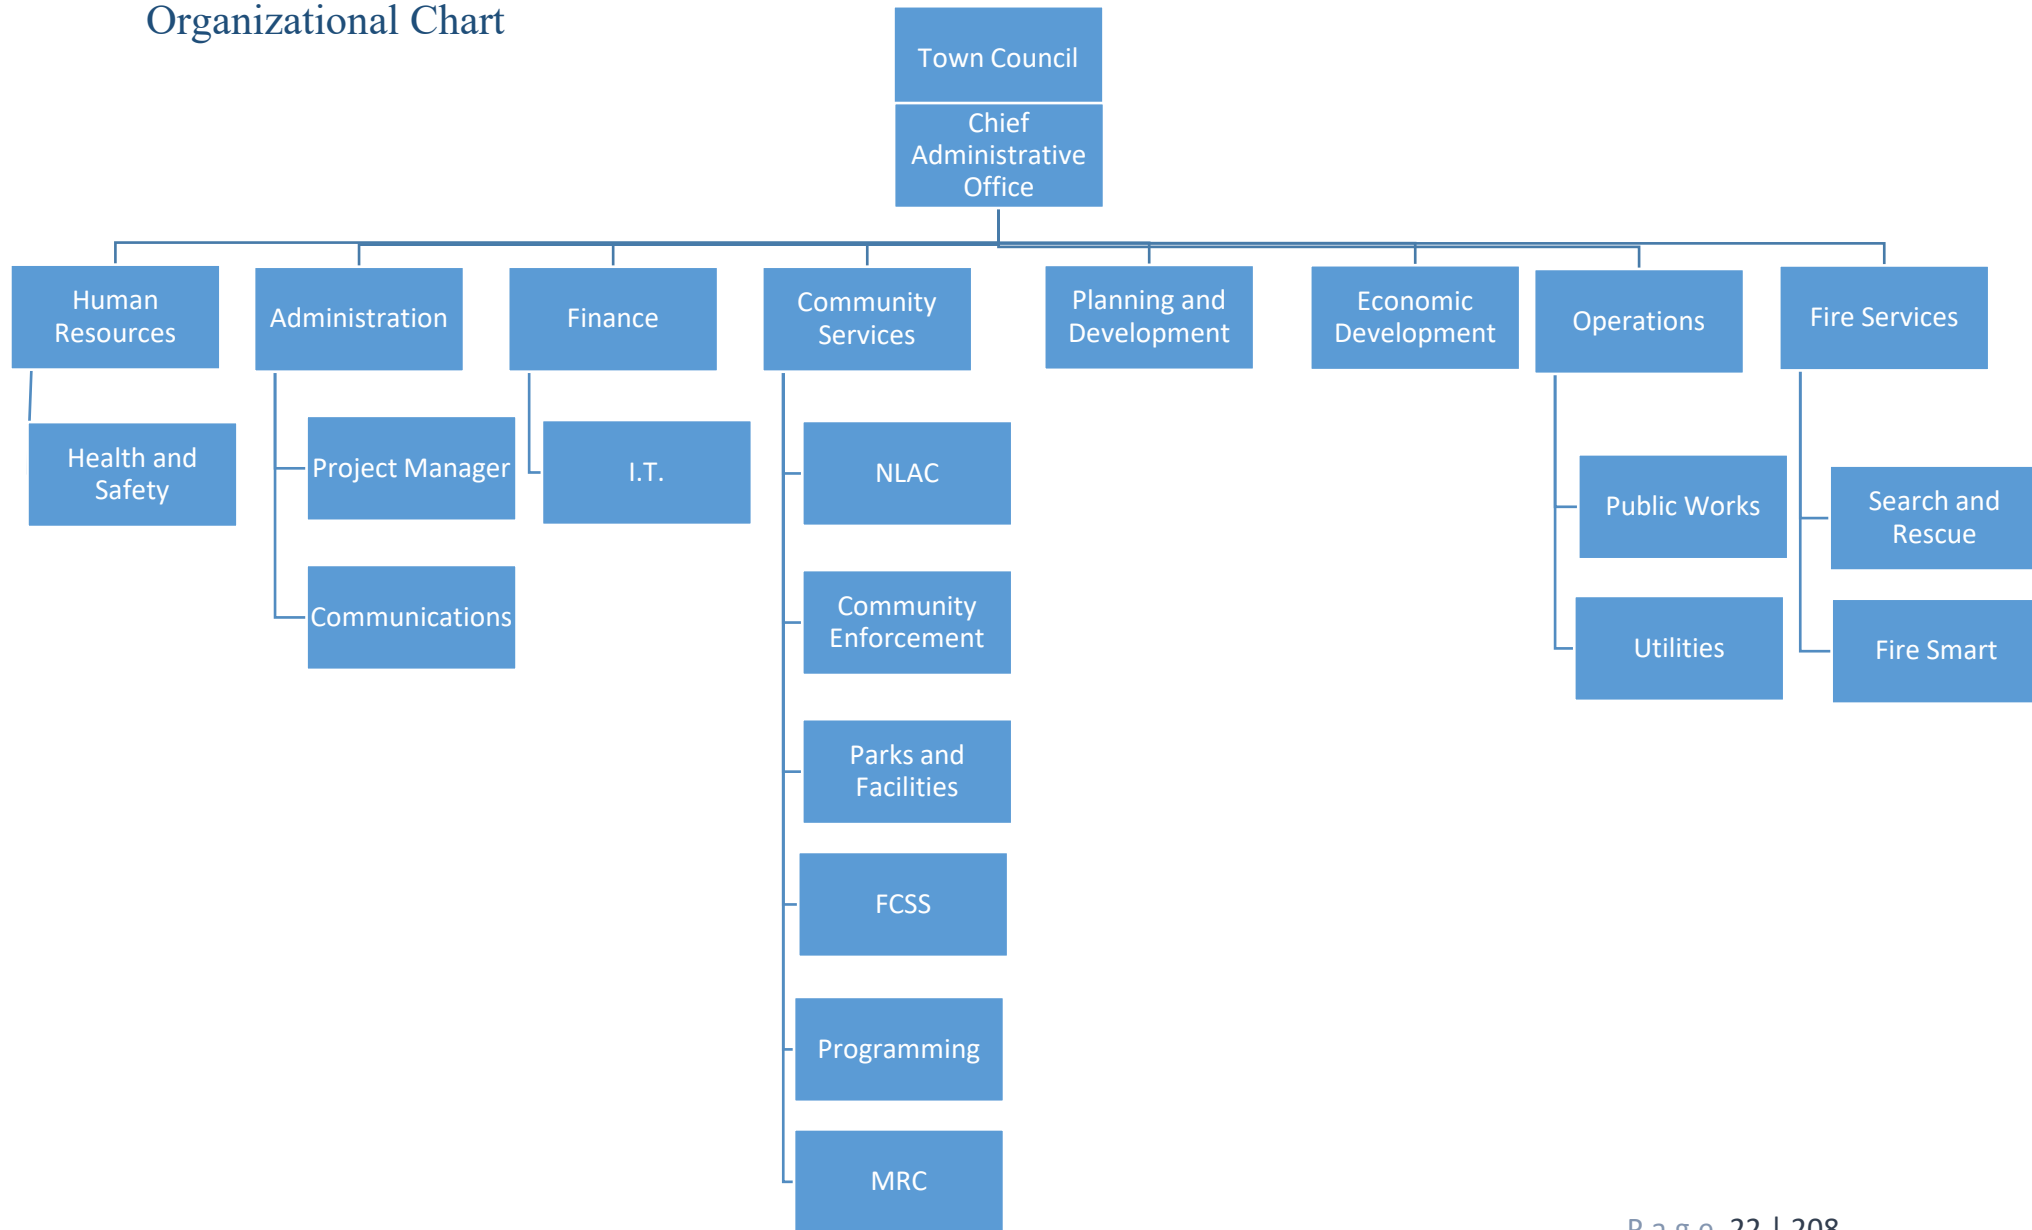 Organizational Chart
Town Council
Chief
Administrative
Office
Human
Resources
Administration
Finance
Community
Services
Planning and
Development
Economic
Development
Operations
Fire Services
Health and
Safety
Project Manager
Communications
I.T.
NLAC
Community
Enforcement
Parks and
Facilities
FCSS
Programming
MRC
Public Works
Utilities
Search and
Rescue
Fire Smart
P a g e 22 | 208